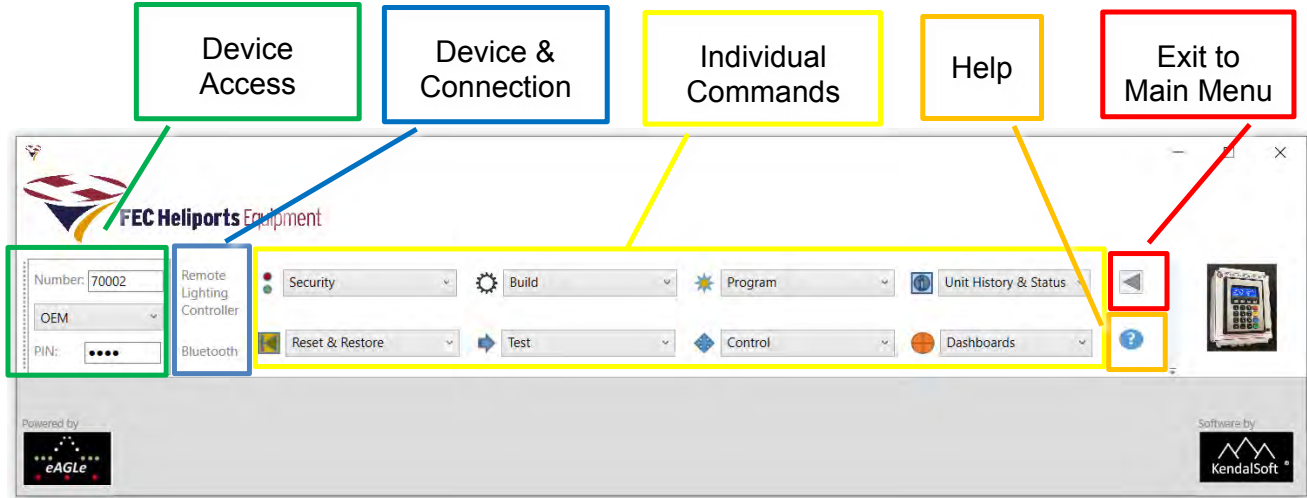 Device
Access
Device &
Connection
Individual
Commands
Help
Exit to
Main Menu
FEC Heliports Equipment
Number: 70002
Remote
Lighting
Controller
Security
Build
Program
Unit History & Status
OEM
PIN: ••••
Bluetooth
Reset & Restore
Test
Control
Dashboards
?
Powered by
eAGLe
Software by
KendalSoft